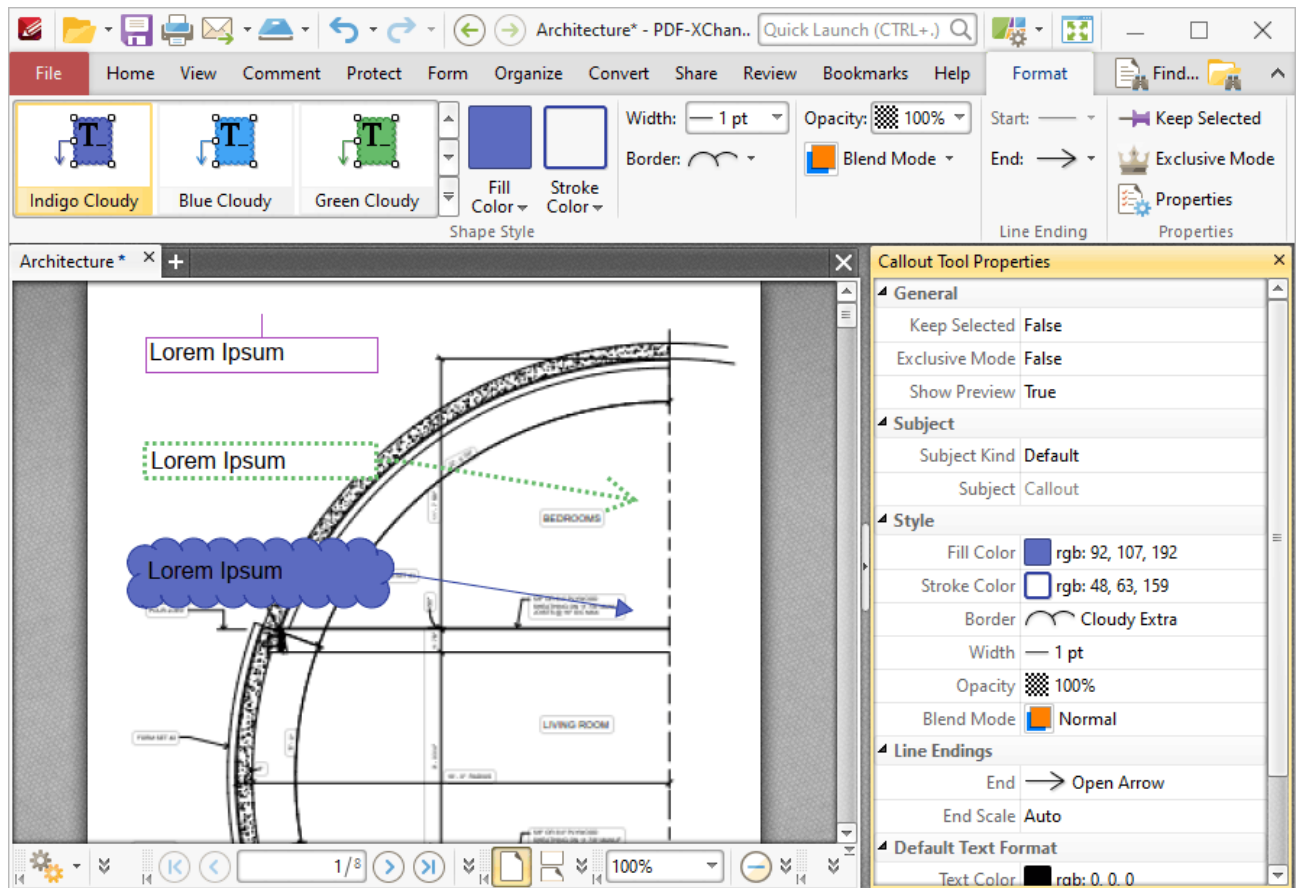 Architecture* - PDF-XChan.. Quick Launch (CTRL+.)
File Home View Comment Protect Form Organize Convert Share Review Bookmarks Help Format Find...
Width: 1 pt Opacity: 100% Start: Keep Selected
Border: Blend Mode End: Exclusive Mode
Indigo Cloudy Blue Cloudy Green Cloudy Fill Color Stroke Color Properties
Shape Style Line Ending Properties
Architecture *
Lorem Ipsum
Lorem Ipsum
BEDROOMS
Lorem Ipsum
LIVING ROOM
1/8 100%
Callout Tool Properties
General
Keep Selected False
Exclusive Mode False
Show Preview True
Subject
Subject Kind Default
Subject Callout
Style
Fill Color rgb: 92, 107, 192
Stroke Color rgb: 48, 63, 159
Border Cloudy Extra
Width 1 pt
Opacity 100%
Blend Mode Normal
Line Endings
End Open Arrow
End Scale Auto
Default Text Format
Text Color rgb: 0, 0, 0